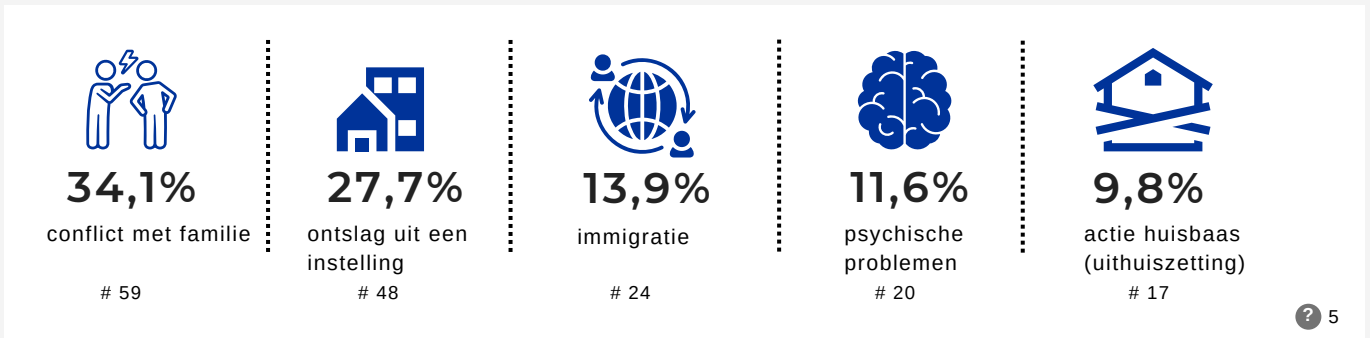 34,1%
conflict met familie
# 59
27,7%
ontslag uit een
instelling
# 48
13,9%
immigratie
# 24
11,6%
psychische
problemen
# 20
9,8%
actie huisbaas
(uithuiszetting)
# 17
? 5